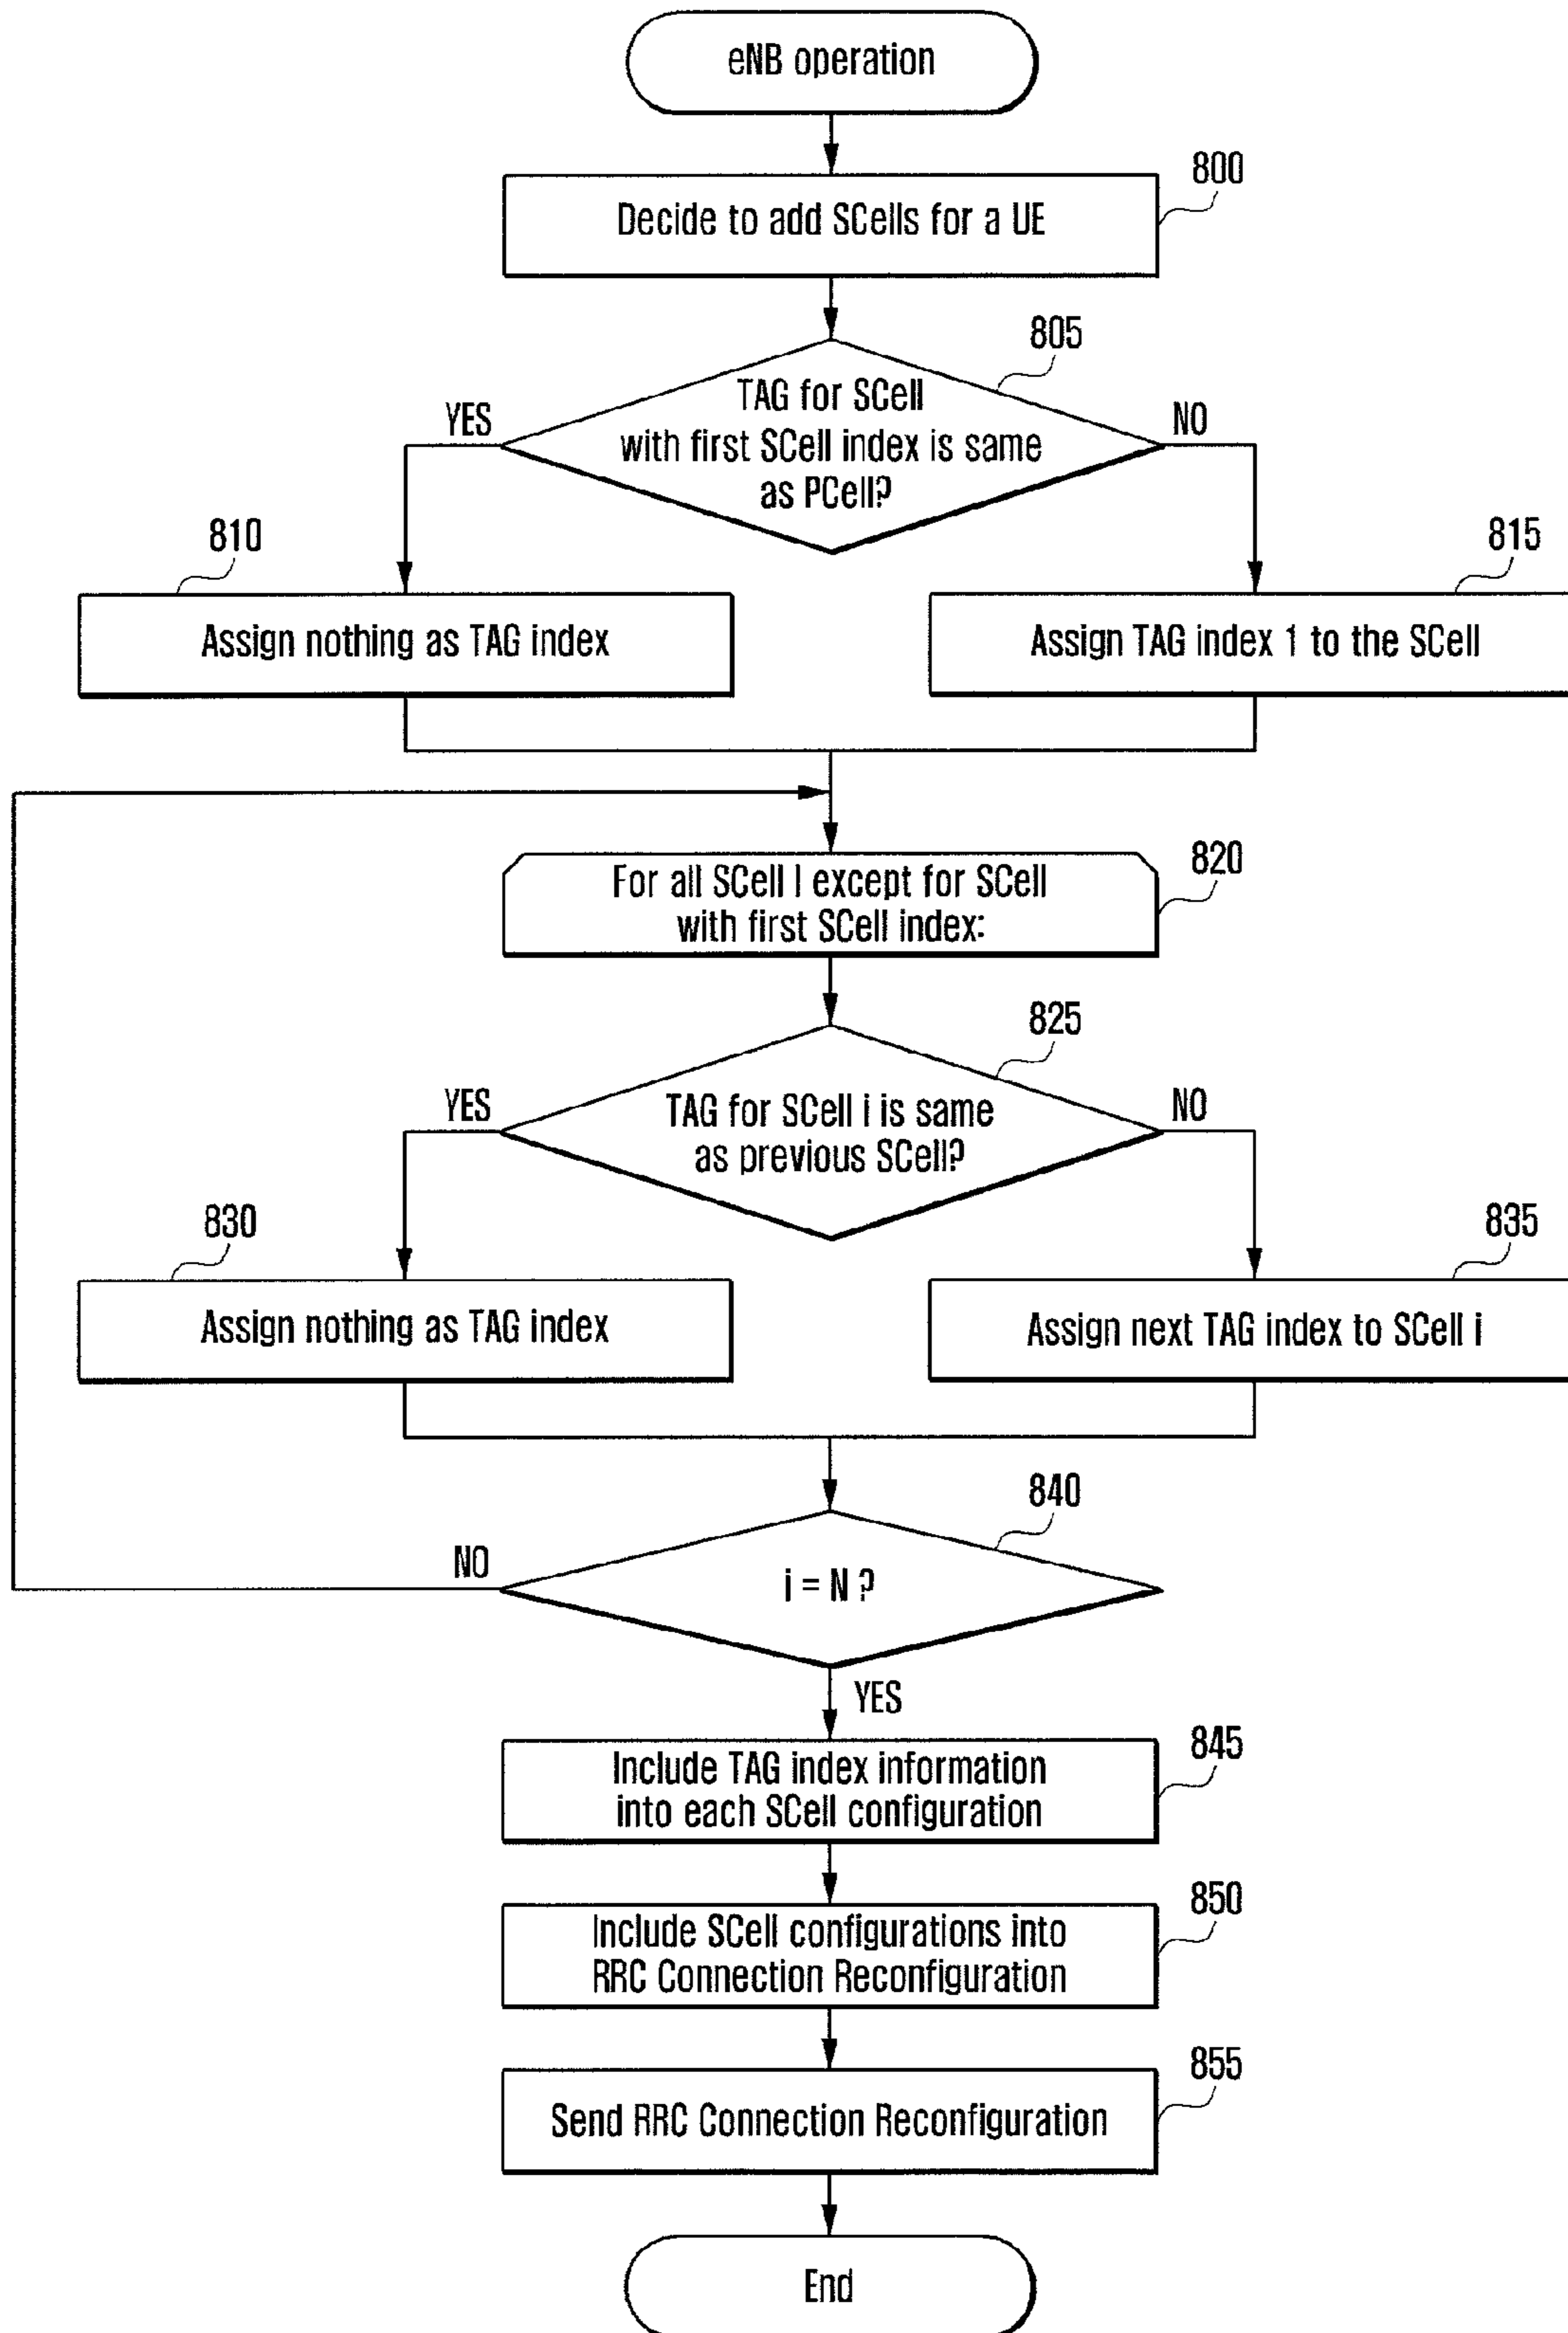 eNB operation
800
Decide to add SCells for a UE
805
TAG for SCell
with first SCell index is same
as PCell?
YES
NO
810
815
Assign nothing as TAG index
Assign TAG index 1 to the SCell
820
For all SCell I except for SCell
with first SCell index:
825
TAG for SCell i is same
as previous SCell?
YES
NO
830
835
Assign nothing as TAG index
Assign next TAG index to SCell i
840
i = N ?
NO
YES
845
Include TAG index information
into each SCell configuration
850
Include SCell configurations into
RRC Connection Reconfiguration
855
Send RRC Connection Reconfiguration
End